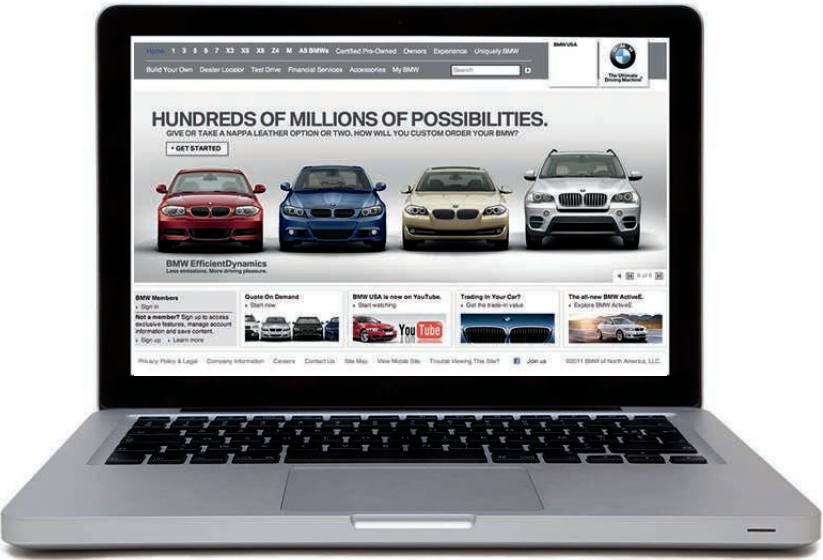 Home 1 3 5 6 7 X3 X5 X6 Z4 M All BMWs Certified Pre-Owned Owners Experience Uniquely BMW
BMW USA
Build Your Own Dealer Locator Test Drive Financial Services Accessories My BMW Search
The Ultimate
Driving Machine
HUNDREDS OF MILLIONS OF POSSIBILITIES.
GIVE OR TAKE A NAPPA LEATHER OPTION OR TWO, HOW WILL YOU CUSTOM ORDER YOUR BMW?
GET STARTED
BMW EfficientDynamics
Less emissions. More driving pleasure.
BMW Members
Sign in
Not a member? Sign up to access
exclusive features, manage account
information and save content.
Sign up Learn more
Quote On Demand
Start now
BMW USA is now on YouTube.
Start watching
You Tube
Trading In Your Car?
Get the trade-in value
The all-new BMW ActiveE.
Explore BMW ActiveE
Privacy Policy & Legal Company Information Careers Contact Us Site Map View Mobile Site Trouble Viewing This Site? Join us ©2011 BMW of North America, LLC.